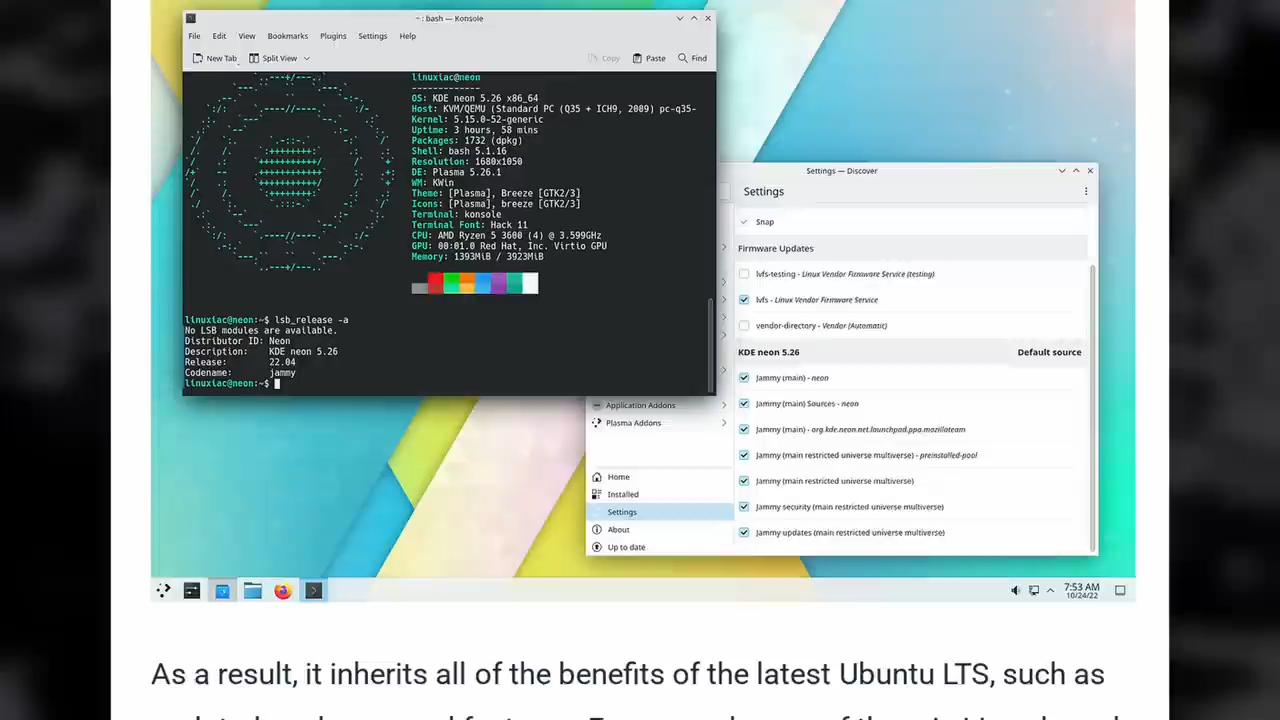 ~ : bash — Konsole
File Edit View Bookmarks Plugins Settings Help
New Tab Split View Copy Paste Find
linuxiac@neon
-------------
OS: KDE neon 5.26 x86_64
Host: KVM/QEMU (Standard PC (Q35 + ICH9, 2009) pc-q35-
Kernel: 5.15.0-52-generic
Uptime: 3 hours, 58 mins
Packages: 1732 (dpkg)
Shell: bash 5.1.16
Resolution: 1680x1050
DE: Plasma 5.26.1
WM: KWin
Theme: [Plasma], Breeze [GTK2/3]
Icons: [Plasma], breeze [GTK2/3]
Terminal: konsole
Terminal Font: Hack 11
CPU: AMD Ryzen 5 3600 (4) @ 3.599GHz
GPU: 00:01.0 Red Hat, Inc. Virtio GPU
Memory: 1393MiB / 3923MiB
linuxiac@neon:~$ lsb_release -a
No LSB modules are available.
Distributor ID: Neon
Description: KDE neon 5.26
Release: 22.04
Codename: jammy
linuxiac@neon:~$
Settings — Discover
Settings
Snap
Firmware Updates
lvfs-testing - Linux Vendor Firmware Service (testing)
lvfs - Linux Vendor Firmware Service
vendor-directory - Vendor (Automatic)
KDE neon 5.26 Default source
Jammy (main) - neon
Jammy (main) Sources - neon
Jammy (main) - org.kde.neon.net.launchpad.ppa.mozillateam
Jammy (main restricted universe multiverse) - preinstalled-pool
Jammy (main restricted universe multiverse)
Jammy security (main restricted universe multiverse)
Jammy updates (main restricted universe multiverse)
Application Addons
Plasma Addons
Home
Installed
Settings
About
Up to date
7:53 AM
10/24/22
As a result, it inherits all of the benefits of the latest Ubuntu LTS, such as